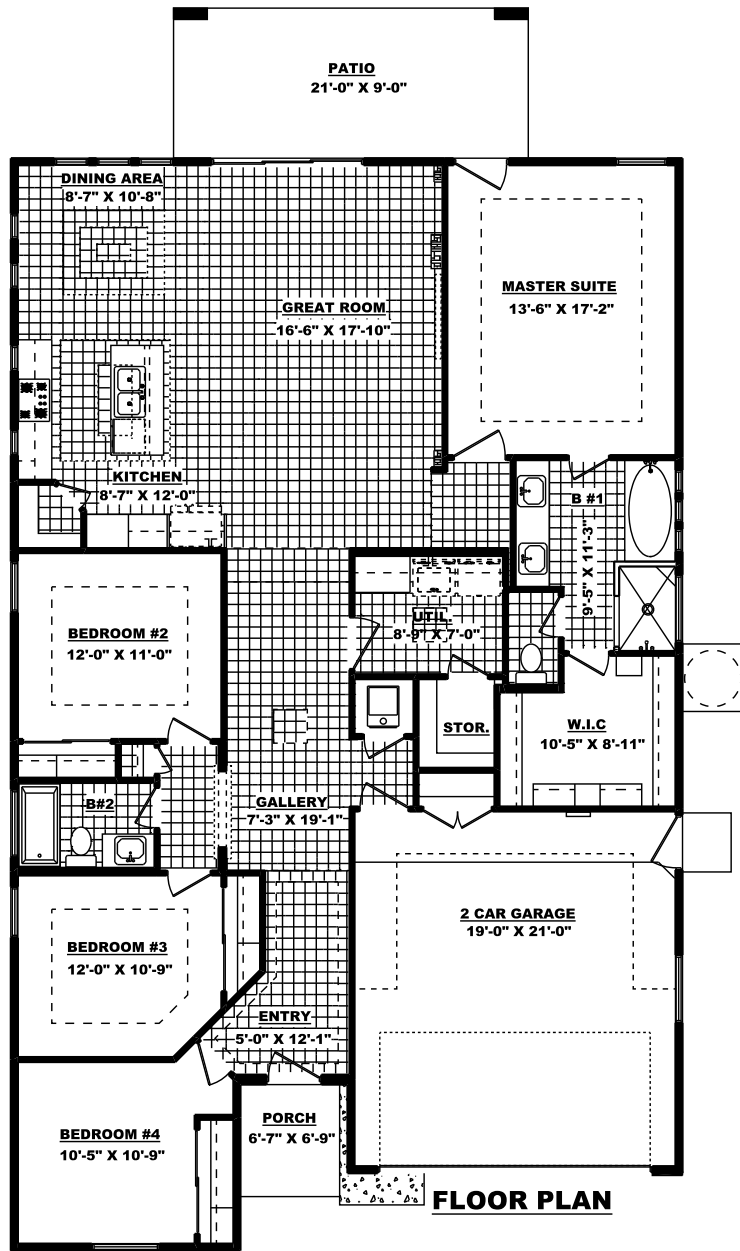 PATIO
21'-0" X 9'-0"
DINING AREA
8'-7" X 10'-8"
MASTER SUITE
13'-6" X 17'-2"
GREAT ROOM
16'-6" X 17'-10"
KITCHEN
8'-7" X 12'-0"
B #1
9'-5" X 11'-3"
UTIL.
8'-9" X 7'-0"
BEDROOM #2
12'-0" X 11'-0"
STOR.
W.I.C
10'-5" X 8'-11"
B#2
GALLERY
7'-3" X 19'-1"
2 CAR GARAGE
19'-0" X 21'-0"
BEDROOM #3
12'-0" X 10'-9"
ENTRY
5'-0" X 12'-1"
PORCH
6'-7" X 6'-9"
BEDROOM #4
10'-5" X 10'-9"
FLOOR PLAN